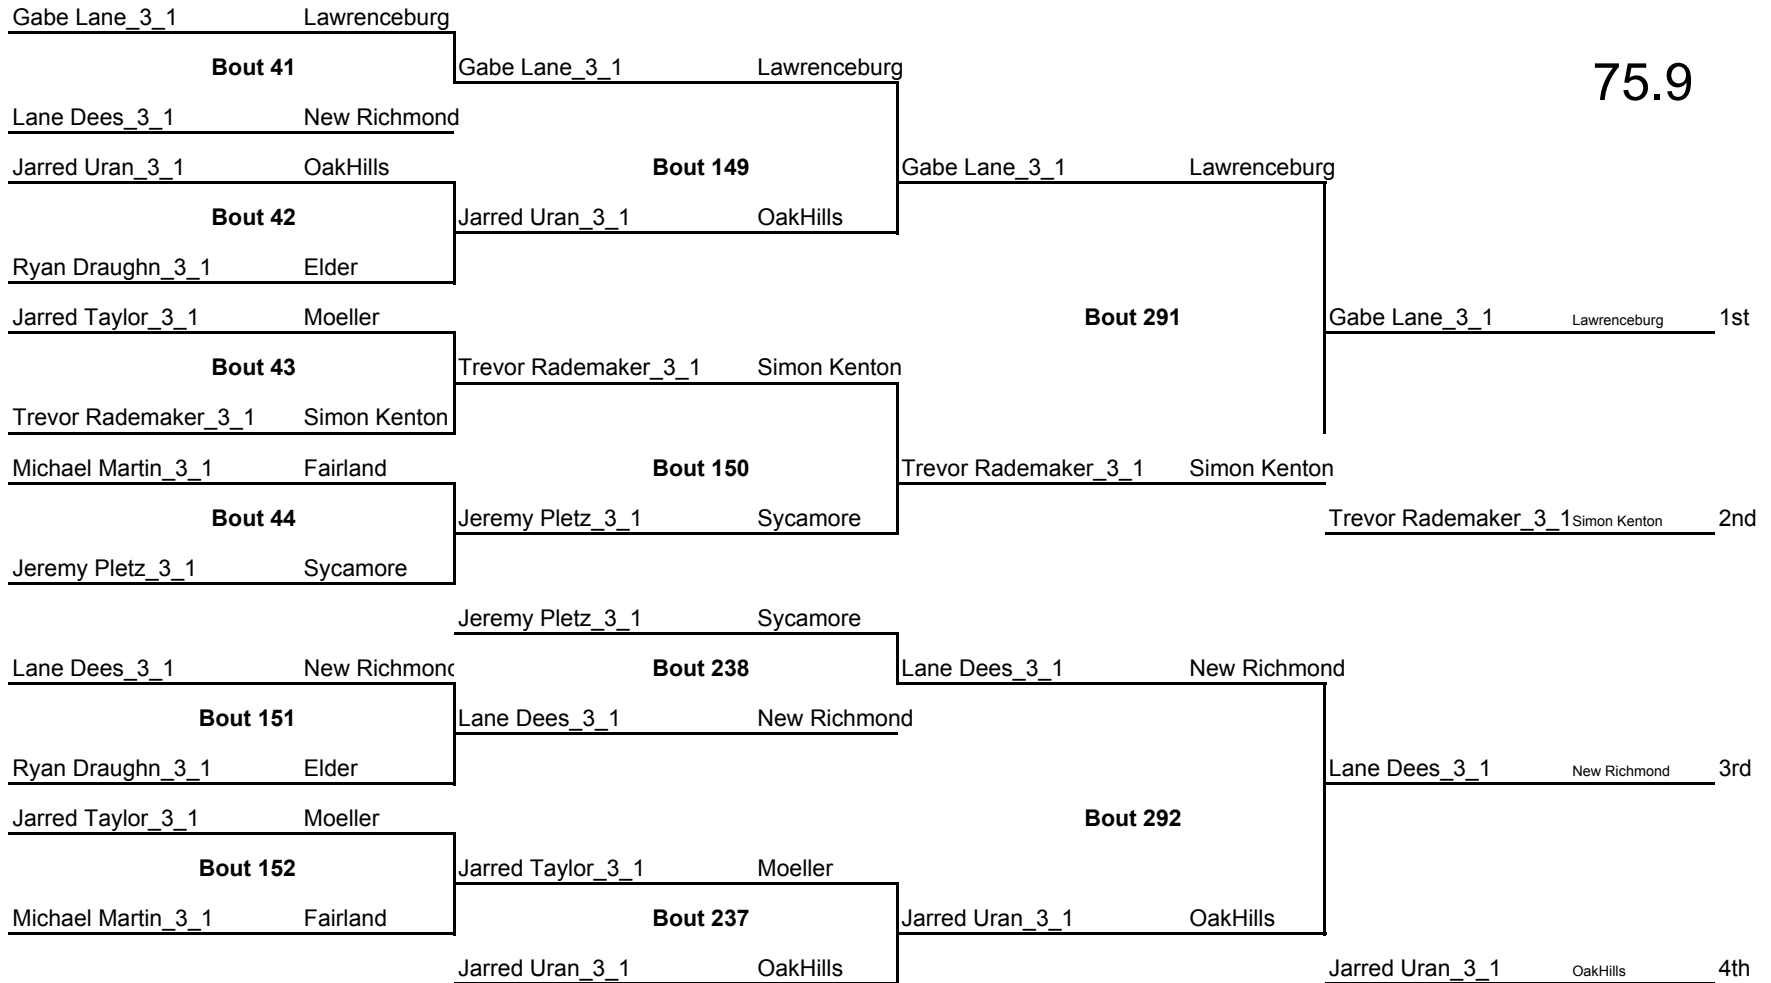 Gabe Lane_3_1 Lawrenceburg
Bout 41 Gabe Lane_3_1 Lawrenceburg 75.9
Lane Dees_3_1 New Richmond
Jarred Uran_3_1 OakHills Bout 149 Gabe Lane_3_1 Lawrenceburg
Bout 42 Jarred Uran_3_1 OakHills
Ryan Draughn_3_1 Elder
Jarred Taylor_3_1 Moeller Bout 291 Gabe Lane_3_1 Lawrenceburg 1st
Bout 43 Trevor Rademaker_3_1 Simon Kenton
Trevor Rademaker_3_1 Simon Kenton
Michael Martin_3_1 Fairland Bout 150 Trevor Rademaker_3_1 Simon Kenton
Bout 44 Jeremy Pletz_3_1 Sycamore Trevor Rademaker_3_1 Simon Kenton 2nd
Jeremy Pletz_3_1 Sycamore
Jeremy Pletz_3_1 Sycamore
Lane Dees_3_1 New Richmond Bout 238 Lane Dees_3_1 New Richmond
Bout 151 Lane Dees_3_1 New Richmond
Ryan Draughn_3_1 Elder Lane Dees_3_1 New Richmond 3rd
Jarred Taylor_3_1 Moeller Bout 292
Bout 152 Jarred Taylor_3_1 Moeller
Michael Martin_3_1 Fairland Bout 237 Jarred Uran_3_1 OakHills
Jarred Uran_3_1 OakHills Jarred Uran_3_1 OakHills 4th